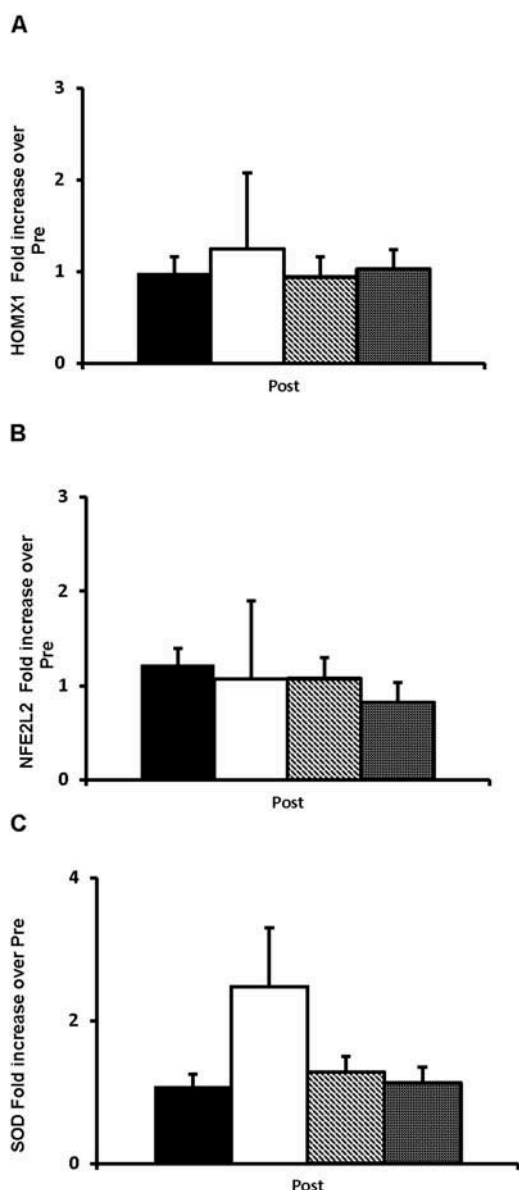 A
HOMX1 Fold increase over
Pre
3
2
1
0
Post
B
NFE2L2 Fold increase over
Pre
3
2
1
0
Post
C
SOD Fold increase over Pre
4
2
0
Post